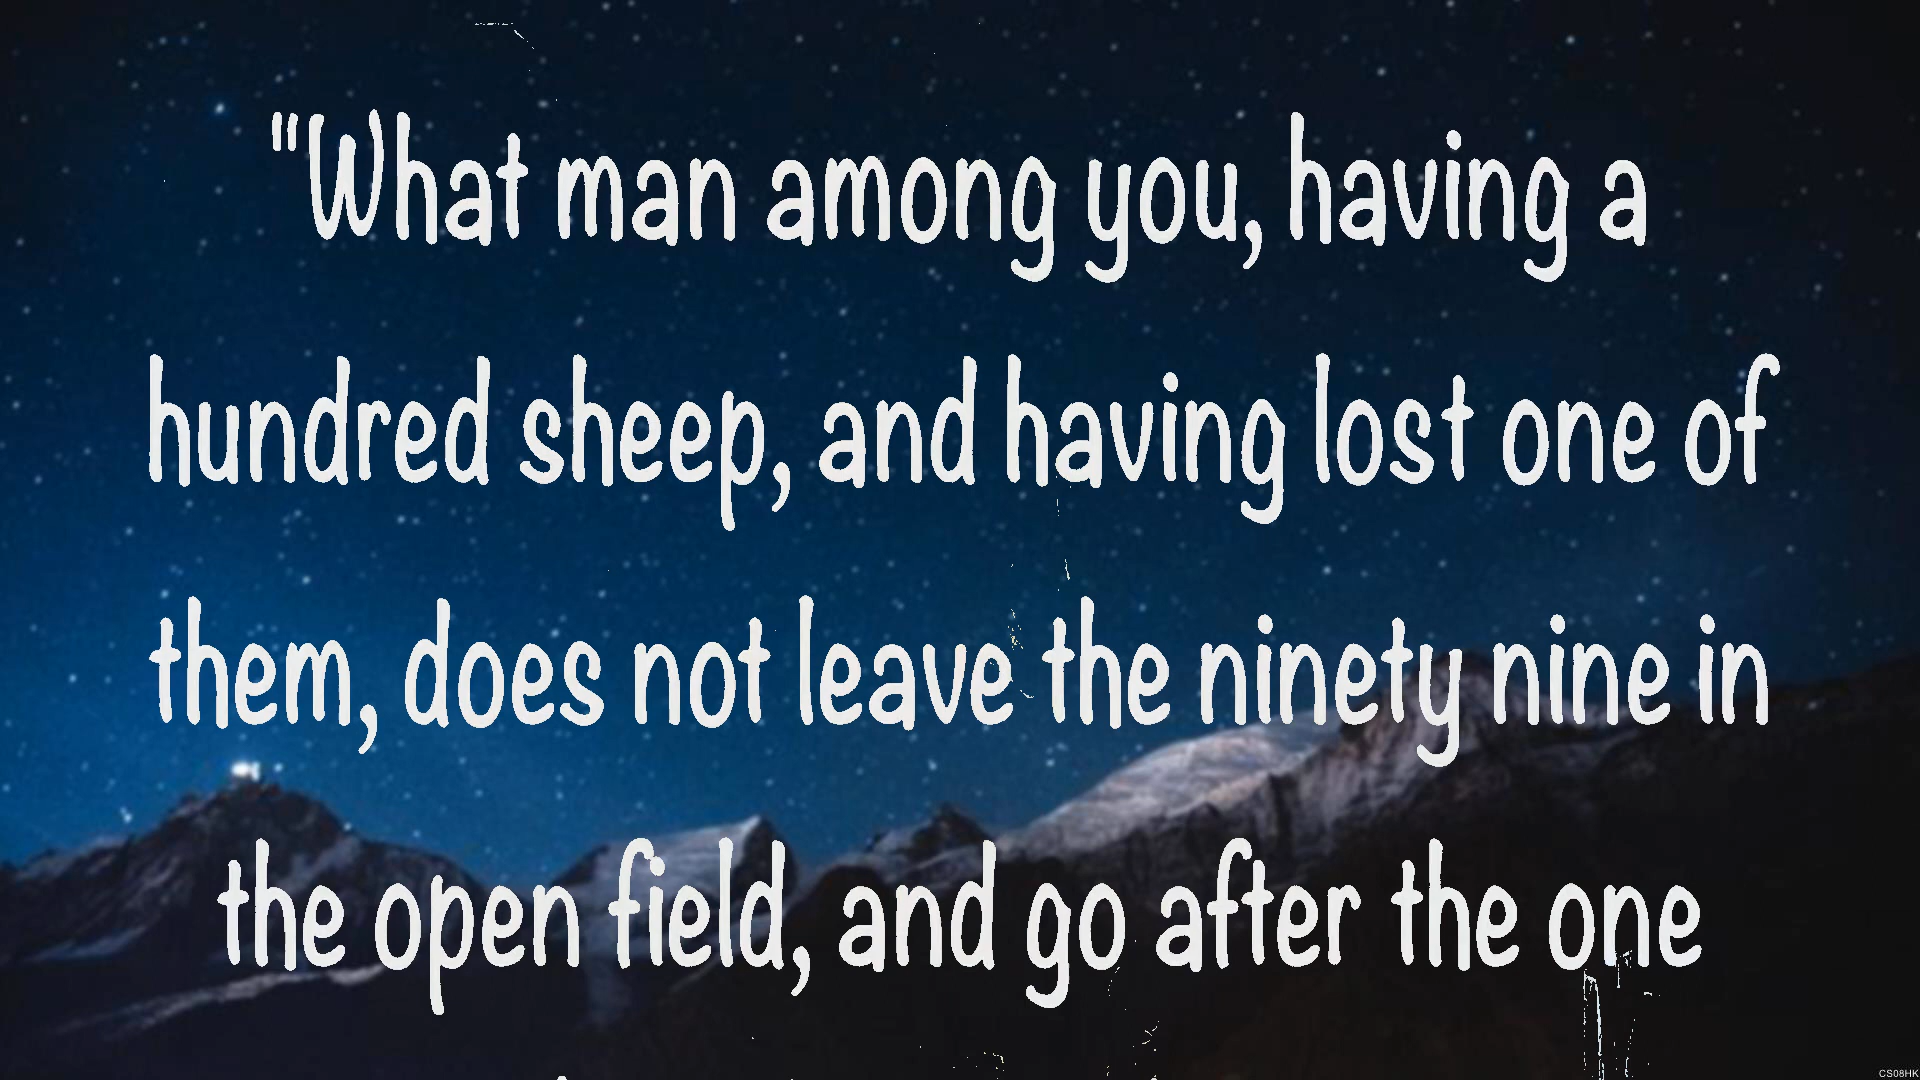 "What man among you, having a
hundred sheep, and having lost one of
them, does not leave the ninety nine in
the open field, and go after the one
CS08HK